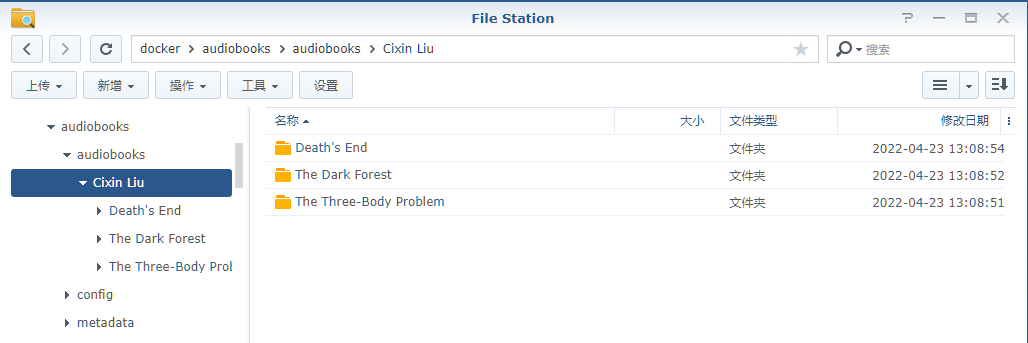 File Station
docker audiobooks audiobooks Cixin Liu
搜索
上传 新增 操作 工具 设置
audiobooks
audiobooks
Cixin Liu
Death's End
The Dark Forest
The Three-Body Prob
config
metadata
名称 大小 文件类型 修改日期
Death's End 文件夹 2022-04-23 13:08:54
The Dark Forest 文件夹 2022-04-23 13:08:52
The Three-Body Problem 文件夹 2022-04-23 13:08:51